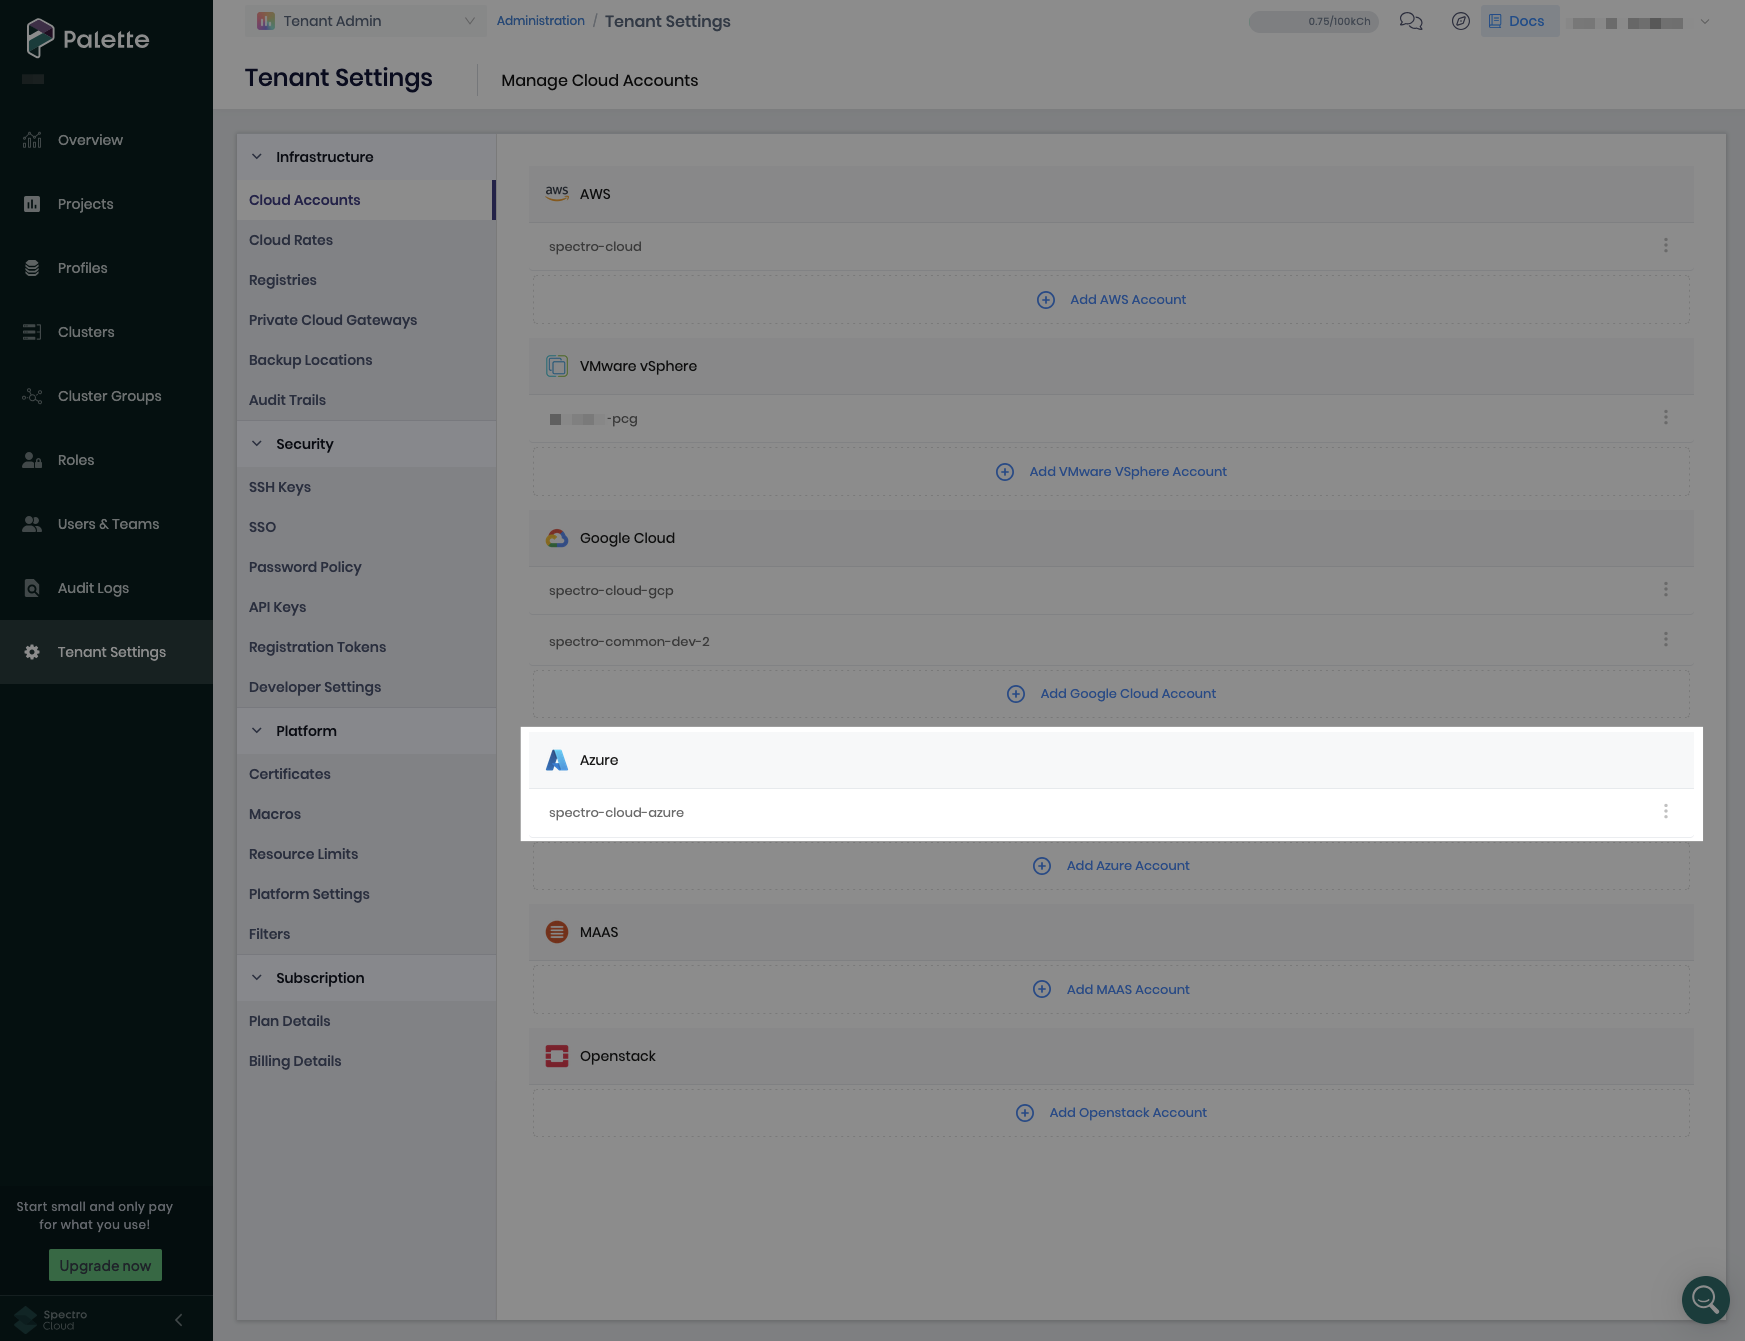 Palette
Overview
Projects
Profiles
Clusters
Cluster Groups
Roles
Users & Teams
Audit Logs
Tenant Settings
Start small and only pay
for what you use!
Upgrade now
Spectro
Cloud
Tenant Admin
Administration / Tenant Settings
0.75/100kCh
Docs
Tenant Settings
Manage Cloud Accounts
Infrastructure
Cloud Accounts
Cloud Rates
Registries
Private Cloud Gateways
Backup Locations
Audit Trails
Security
SSH Keys
SSO
Password Policy
API Keys
Registration Tokens
Developer Settings
Platform
Certificates
Macros
Resource Limits
Platform Settings
Filters
Subscription
Plan Details
Billing Details
aws AWS
spectro-cloud
Add AWS Account
VMware vSphere
-pcg
Add VMware VSphere Account
Google Cloud
spectro-cloud-gcp
spectro-common-dev-2
Add Google Cloud Account
Azure
spectro-cloud-azure
Add Azure Account
MAAS
Add MAAS Account
Openstack
Add Openstack Account